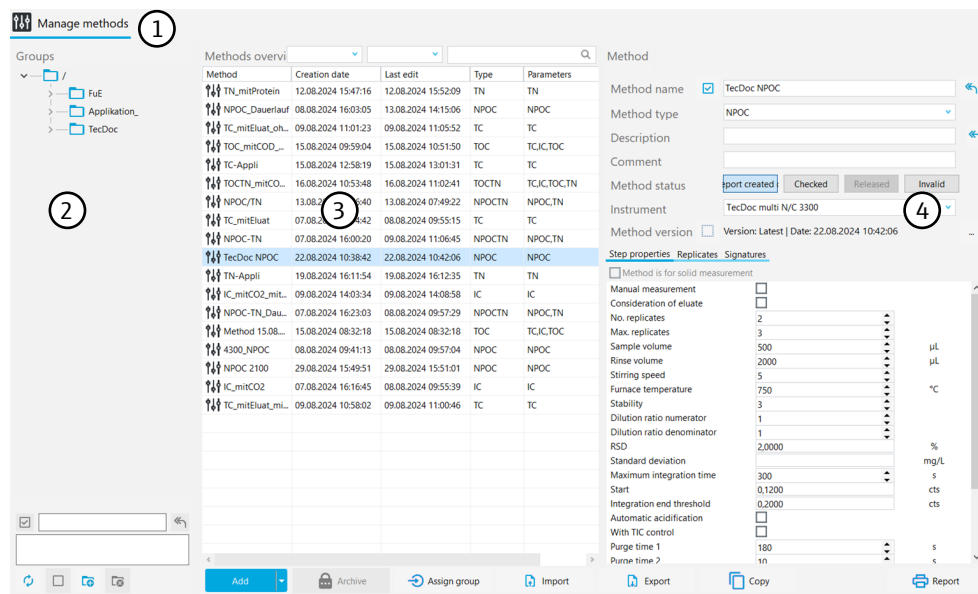 Manage methods
1
Groups
/
FuE
Applikation_
TecDoc
2
Methods overvi
Method Creation date Last edit Type Parameters
TN_mitProtein 12.08.2024 15:47:16 12.08.2024 15:52:09 TN TN
NPOC_Dauerlauf 08.08.2024 16:03:05 13.08.2024 14:15:06 NPOC NPOC
TC_mitEluat_oh... 09.08.2024 11:01:23 09.08.2024 11:05:52 TC TC
TOC_mitCOD_... 15.08.2024 09:59:04 15.08.2024 10:51:50 TOC TC,IC,TOC
TC-Appli 15.08.2024 12:58:19 15.08.2024 13:01:31 TC TC
TOCTN_mitCO... 16.08.2024 10:53:48 16.08.2024 11:02:41 TOCTN TC,IC,TOC,TN
NPOC/TN 13.08 3 :40 13.08.2024 07:49:22 NPOCTN NPOC,TN
TC_mitEluat 07.08 :42 08.08.2024 09:55:15 TC TC
NPOC-TN 07.08.2024 16:00:20 09.08.2024 11:06:45 NPOCTN NPOC,TN
TecDoc NPOC 22.08.2024 10:38:42 22.08.2024 10:42:06 NPOC NPOC
TN-Appli 19.08.2024 16:11:54 19.08.2024 16:12:35 TN TN
IC_mitCO2_mit... 09.08.2024 14:03:34 09.08.2024 14:08:58 IC IC
NPOC-TN_Dau... 07.08.2024 16:23:03 08.08.2024 09:57:29 NPOCTN NPOC,TN
Method 15.08.... 15.08.2024 08:32:18 15.08.2024 08:32:18 TOC TC,IC,TOC
4300_NPOC 08.08.2024 09:41:13 08.08.2024 09:57:04 NPOC NPOC
NPOC 2100 29.08.2024 15:49:51 29.08.2024 15:51:01 NPOC NPOC
IC_mitCO2 07.08.2024 16:16:45 08.08.2024 09:55:39 IC IC
TC_mitEluat_mi... 09.08.2024 10:58:02 09.08.2024 11:00:46 TC TC
Add Archive Assign group Import
Method
Method name TecDoc NPOC
Method type NPOC
Description
Comment
Method status eport created Checked Released Invalid
Instrument TecDoc multi N/C 3300 4
Method version Version: Latest | Date: 22.08.2024 10:42:06 ...
Step properties Replicates Signatures
Method is for solid measurement
Manual measurement
Consideration of eluate
No. replicates 2
Max. replicates 3
Sample volume 500 µL
Rinse volume 2000 µL
Stirring speed 5
Furnace temperature 750 °C
Stability 3
Dilution ratio numerator 1
Dilution ratio denominator 1
RSD 2,0000 %
Standard deviation mg/L
Maximum integration time 300 s
Start 0,1200 cts
Integration end threshold 0,2000 cts
Automatic acidification
With TIC control
Purge time 1 180 s
Purge time 2 10 s
Export Copy Report